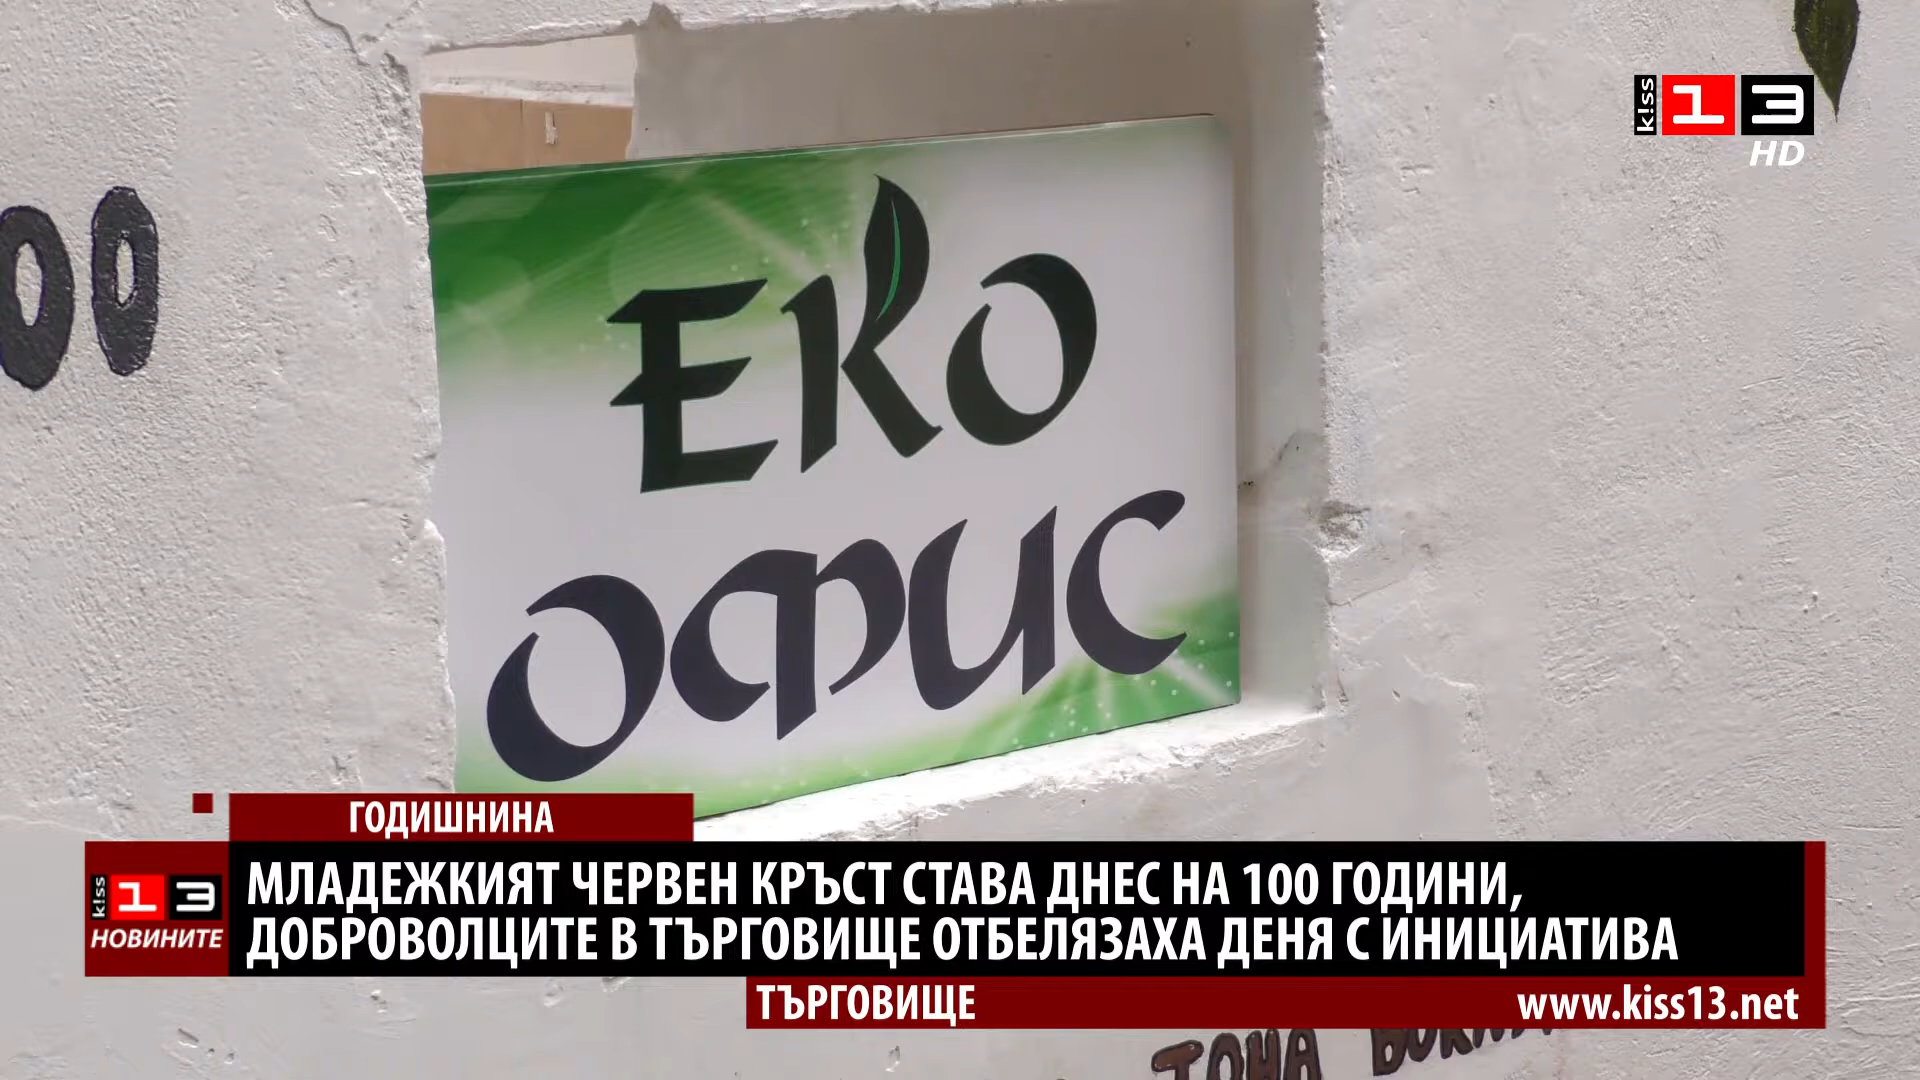 kiss 13
HD
00
ЕКО
ОФИС
ГОДИШНИНА
МЛАДЕЖКИЯТ ЧЕРВЕН КРЪСТ СТАВА ДНЕС НА 100 ГОДИНИ,
ДОБРОВОЛЦИТЕ В ТЪРГОВИЩЕ ОТБЕЛЯЗАХА ДЕНЯ С ИНИЦИАТИВА
kiss 13
НОВИНИТЕ
ТЪРГОВИЩЕ
www.kiss13.net